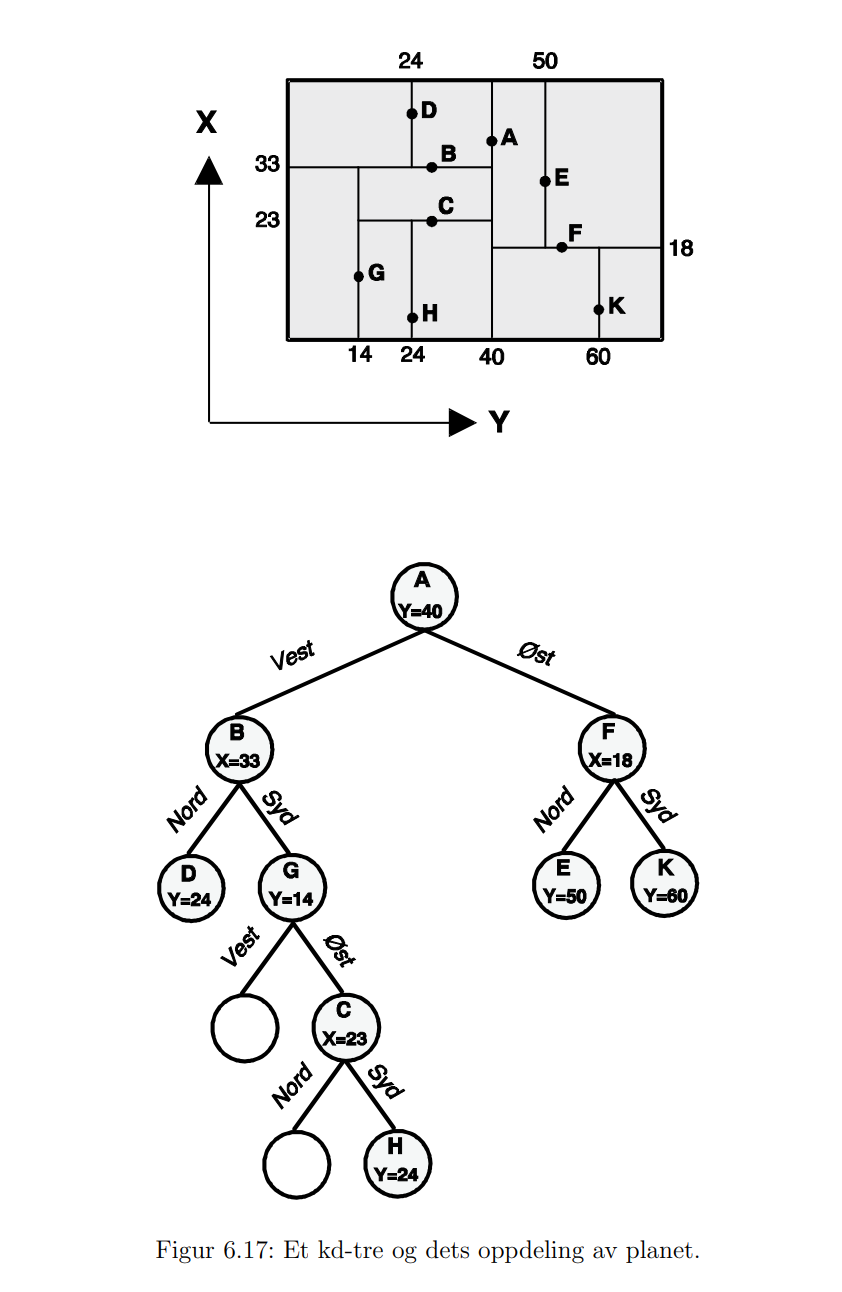 24 50
D
X
A
B
33
E
C
23
F
18
G
K
H
14 24 40 60
Y
A
Y=40
Vest Øst
B F
X=33 X=18
Nord Syd Nord Syd
D G E K
Y=24 Y=14 Y=50 Y=60
Vest Øst
C
X=23
Nord Syd
H
Y=24
Figur 6.17: Et kd-tre og dets oppdeling av planet.